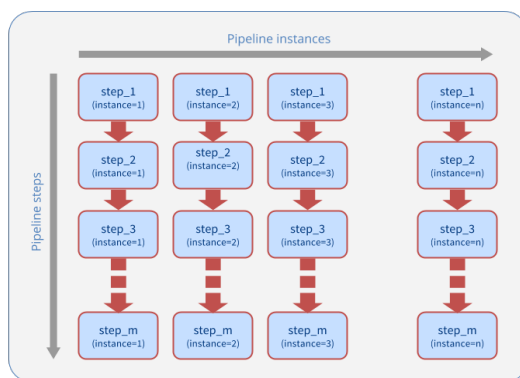 Pipeline instances
Pipeline steps
step_1
(instance=1)
step_1
(instance=2)
step_1
(instance=3)
step_1
(instance=n)
step_2
(instance=1)
step_2
(instance=2)
step_2
(instance=3)
step_2
(instance=n)
step_3
(instance=1)
step_3
(instance=2)
step_3
(instance=3)
step_3
(instance=n)
step_m
(instance=1)
step_m
(instance=2)
step_m
(instance=3)
step_m
(instance=n)